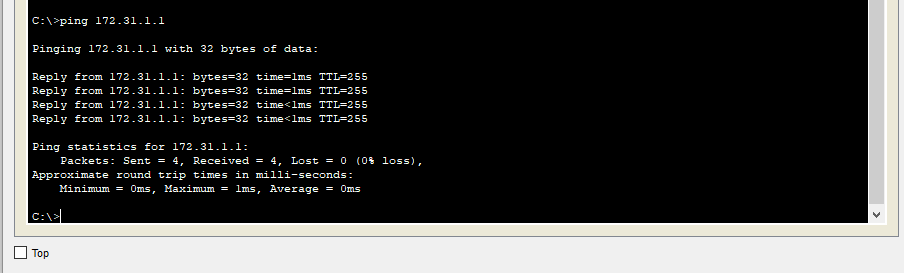 C:\>ping 172.31.1.1
Pinging 172.31.1.1 with 32 bytes of data:
Reply from 172.31.1.1: bytes=32 time=1ms TTL=255
Reply from 172.31.1.1: bytes=32 time=1ms TTL=255
Reply from 172.31.1.1: bytes=32 time<1ms TTL=255
Reply from 172.31.1.1: bytes=32 time<1ms TTL=255
Ping statistics for 172.31.1.1:
    Packets: Sent = 4, Received = 4, Lost = 0 (0% loss),
Approximate round trip times in milli-seconds:
    Minimum = 0ms, Maximum = 1ms, Average = 0ms
C:\>
Top